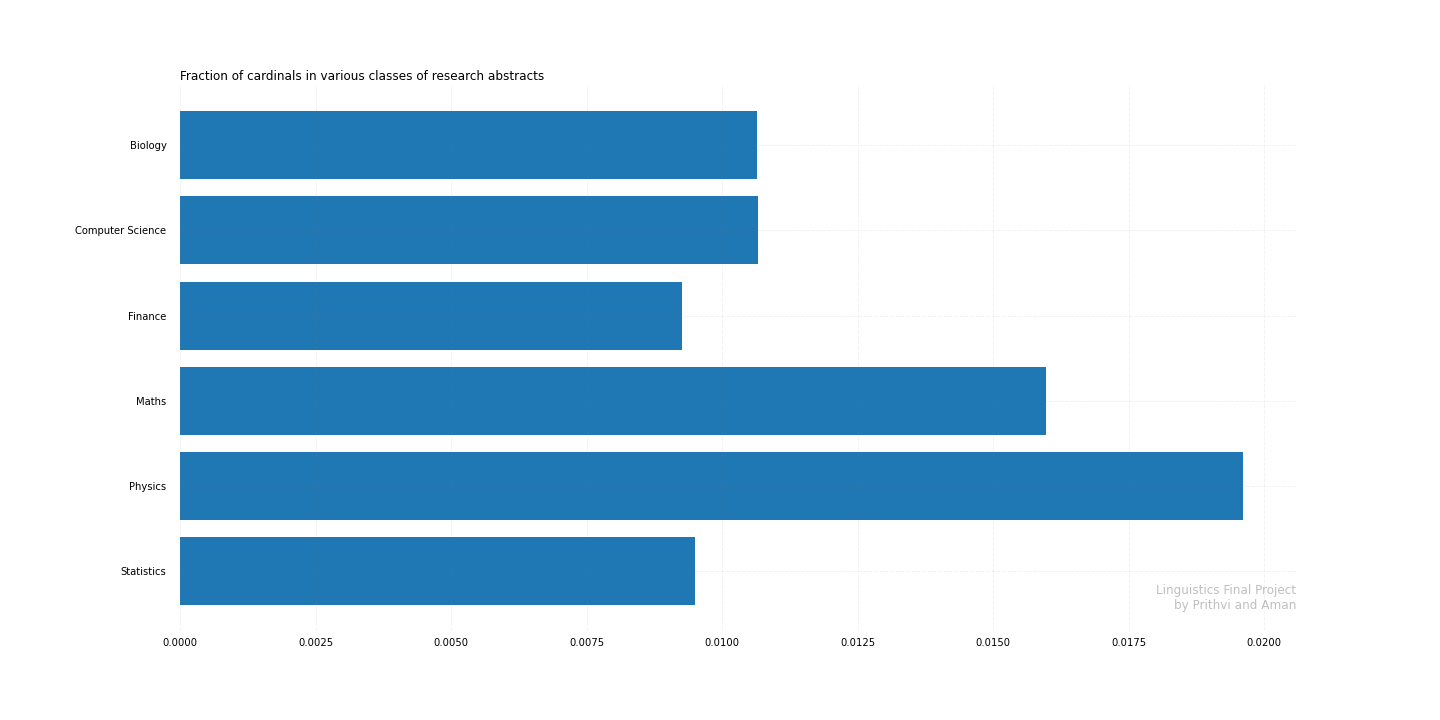 Fraction of cardinals in various classes of research abstracts
Biology
Computer Science
Finance
Maths
Physics
Statistics
Linguistics Final Project
by Prithvi and Aman
0.0000 0.0025 0.0050 0.0075 0.0100 0.0125 0.0150 0.0175 0.0200